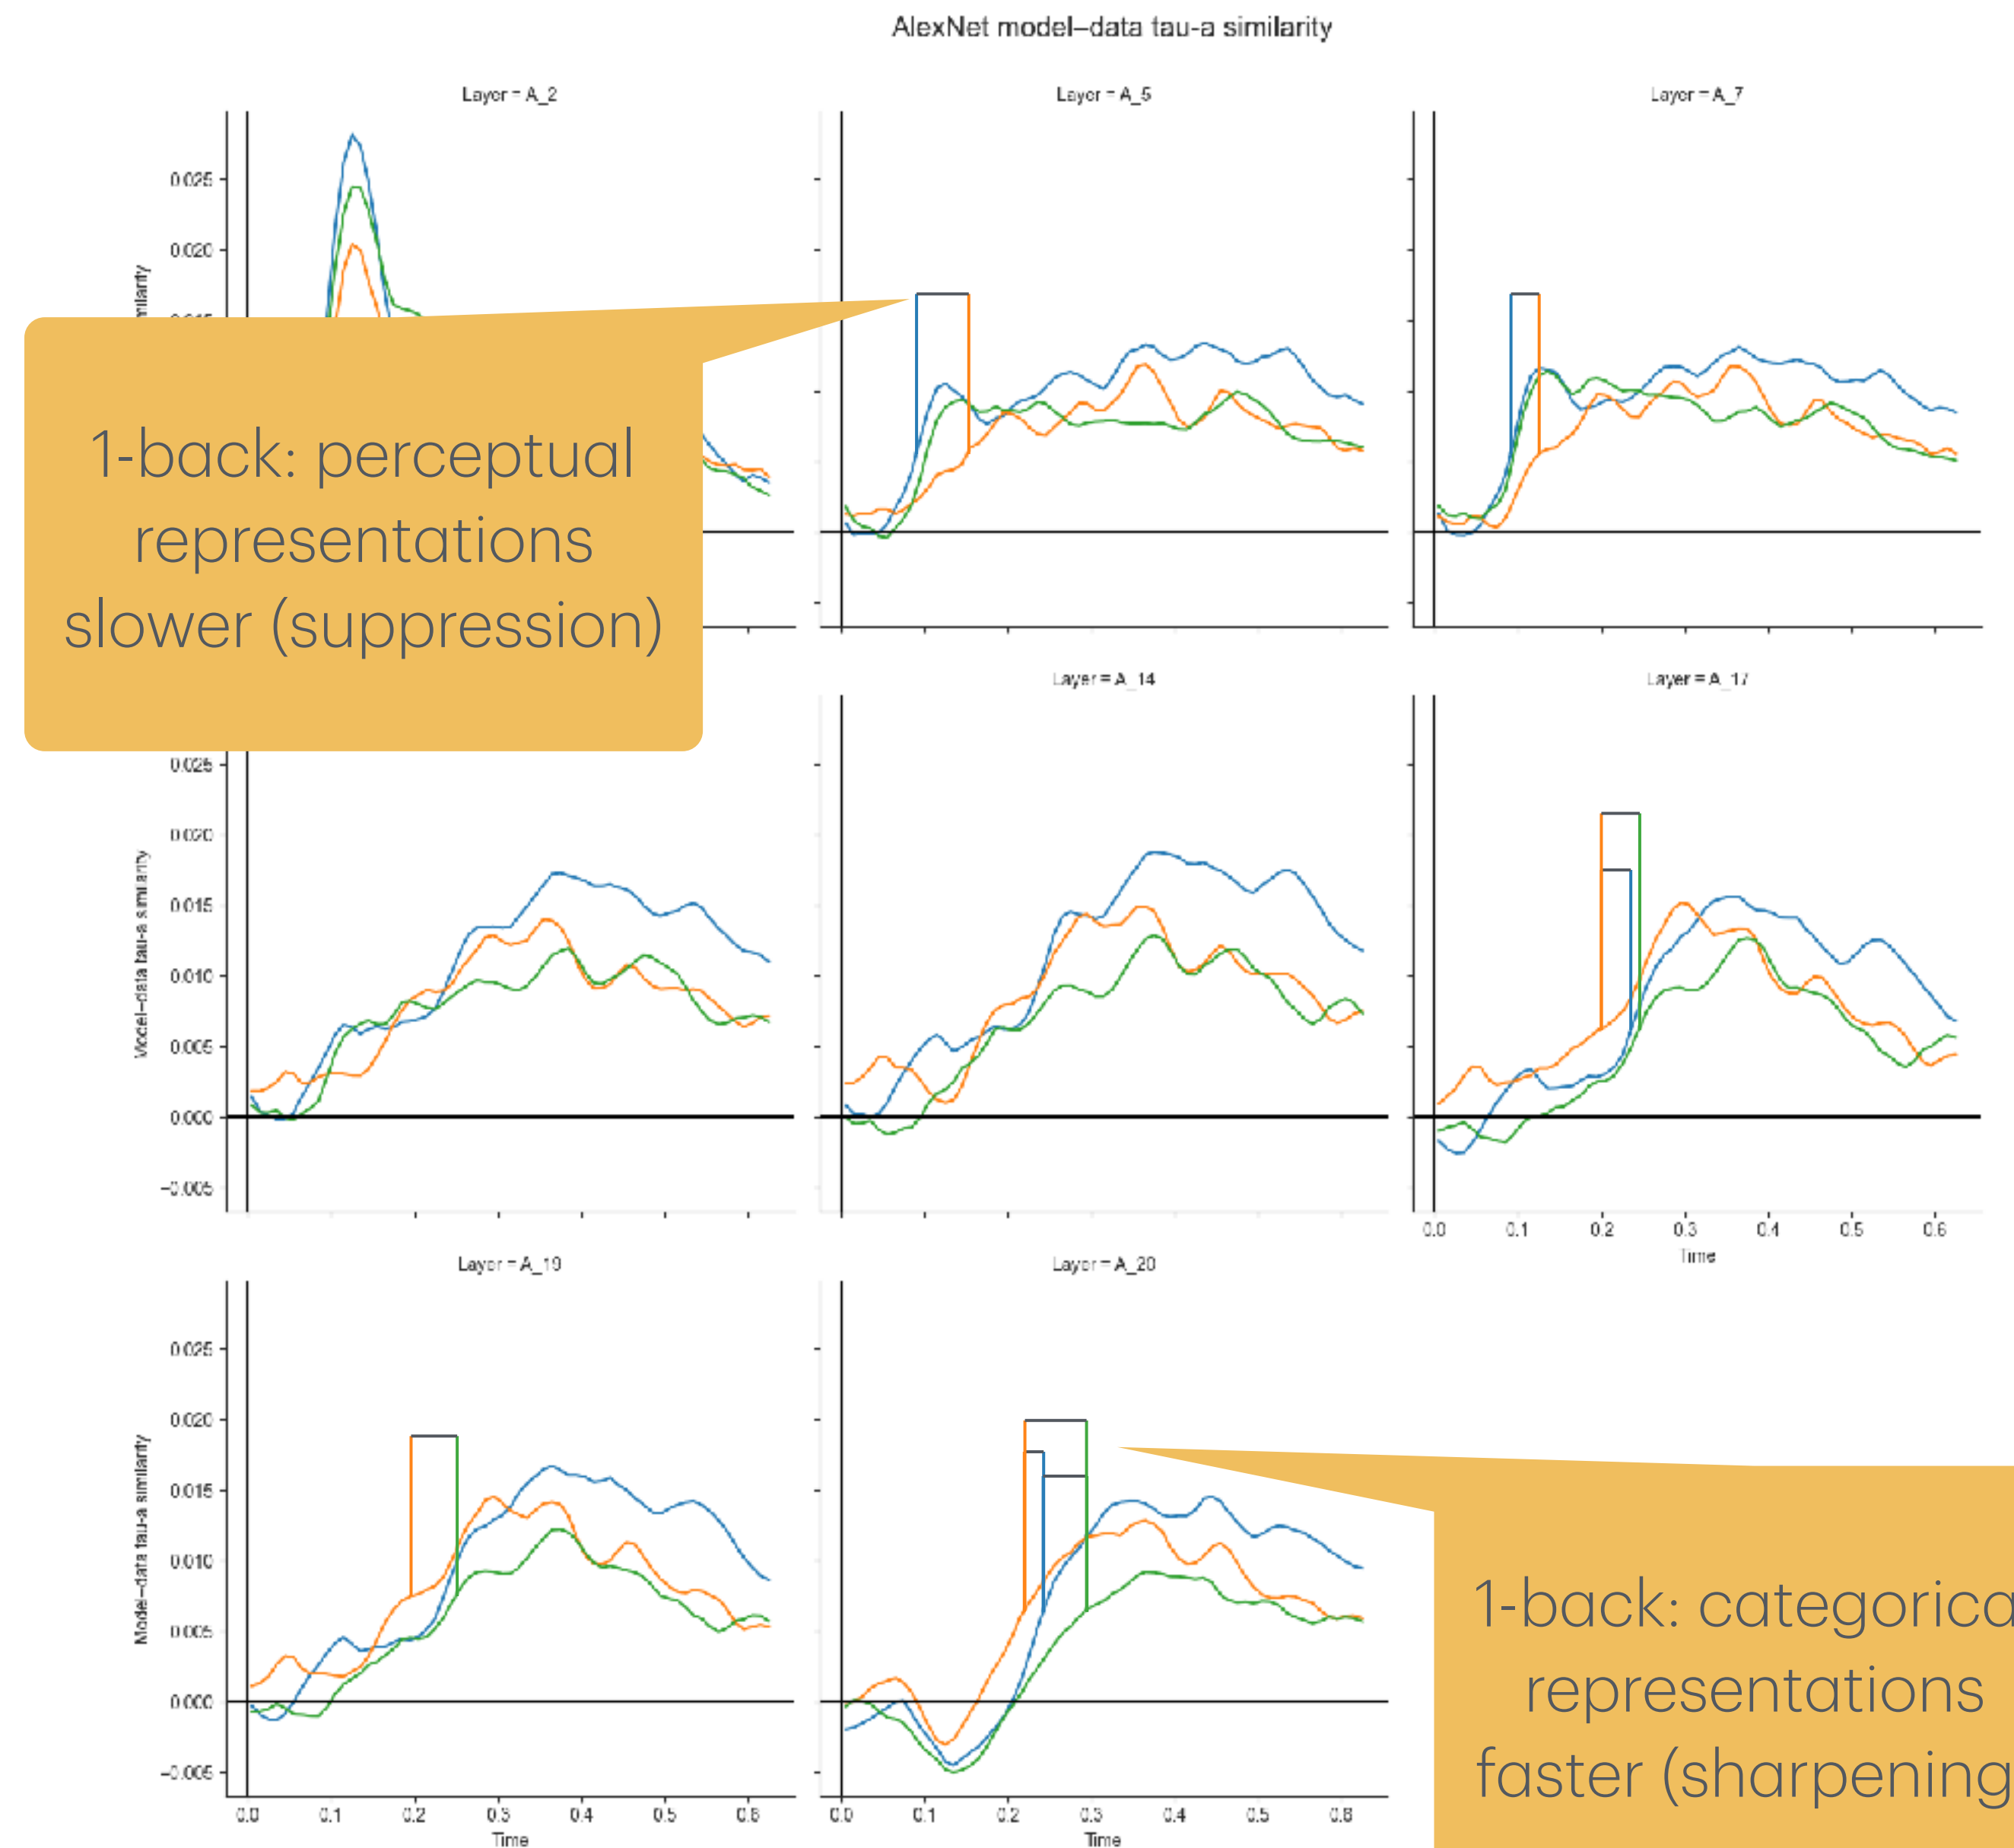 AlexNet model–data tau-a similarity
Layer = A_2
Layer = A_5
Layer = A_7
0.025
0.020
1-back: perceptual
representations
slower (suppression)
Layer = A_14
Layer = A_17
0.025
0.020
0.015
0.010
0.005
0.000
−0.005
Model–data tau-a similarity
0.0 0.1 0.2 0.3 0.4 0.5 0.6
Time
Layer = A_19
Layer = A_20
0.025
0.020
0.015
0.010
0.005
0.000
−0.005
Model–data tau-a similarity
0.0 0.1 0.2 0.3 0.4 0.5 0.6
Time
0.0 0.1 0.2 0.3 0.4 0.5 0.6
Time
1-back: categorica
representations
faster (sharpening